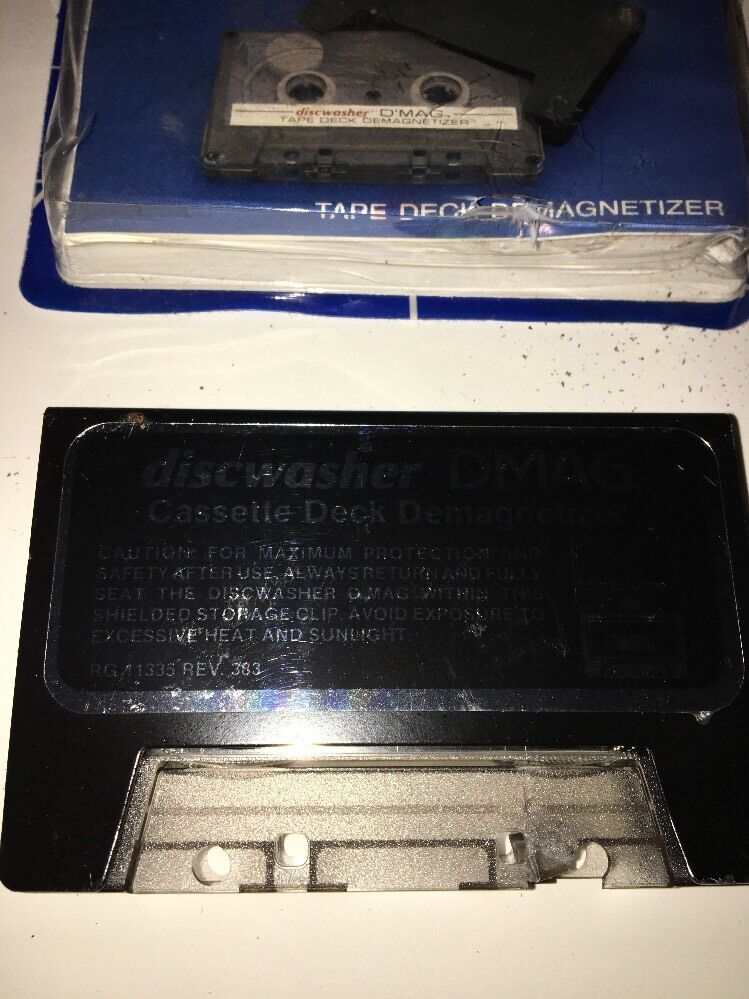 discwasher D'MAG™
TAPE DECK DEMAGNETIZER
TAPE DECK DEMAGNETIZER
discwasher D'MAG
Cassette Deck Demagnetizer
CAUTION: FOR MAXIMUM PROTECTION AND
SAFETY AFTER USE, ALWAYS RETURN AND FULLY
SEAT THE DISCWASHER D'MAG WITHIN THE
SHIELDED STORAGE CLIP. AVOID EXPOSURE TO
EXCESSIVE HEAT AND SUNLIGHT.
RG 11335 REV. 383